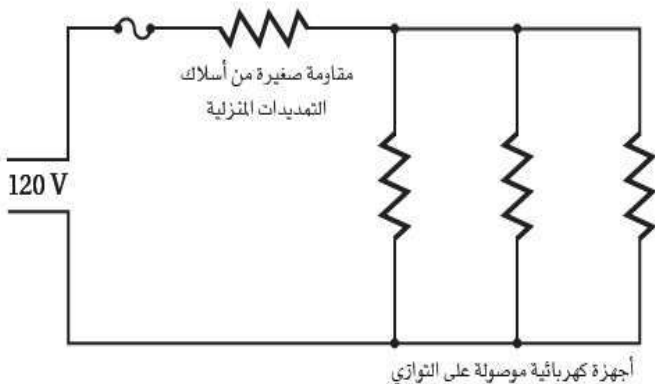 مقاومة صغيرة من أسلاك
التمديدات المنزلية
120 V
أجهزة كهربائية موصولة على التوازي